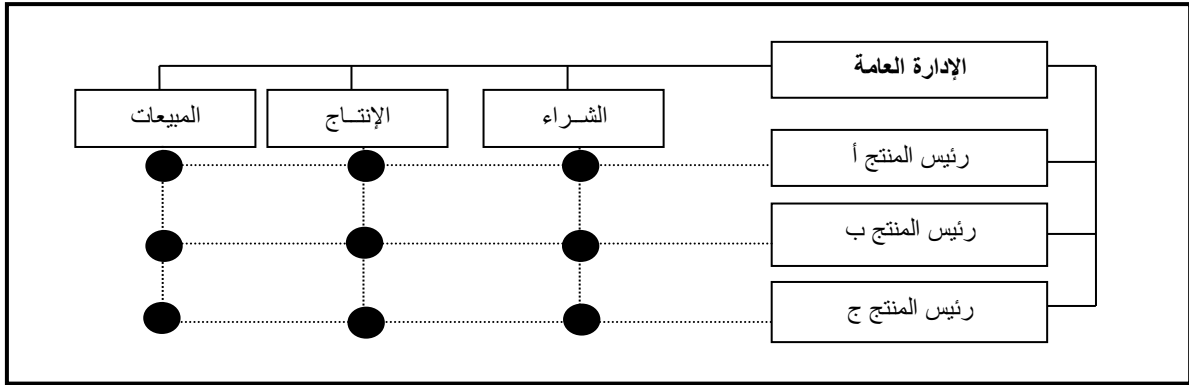 الإدارة العامة
الشــراء
الإنتــاج
المبيعات
رئيس المنتج أ
رئيس المنتج ب
رئيس المنتج ج